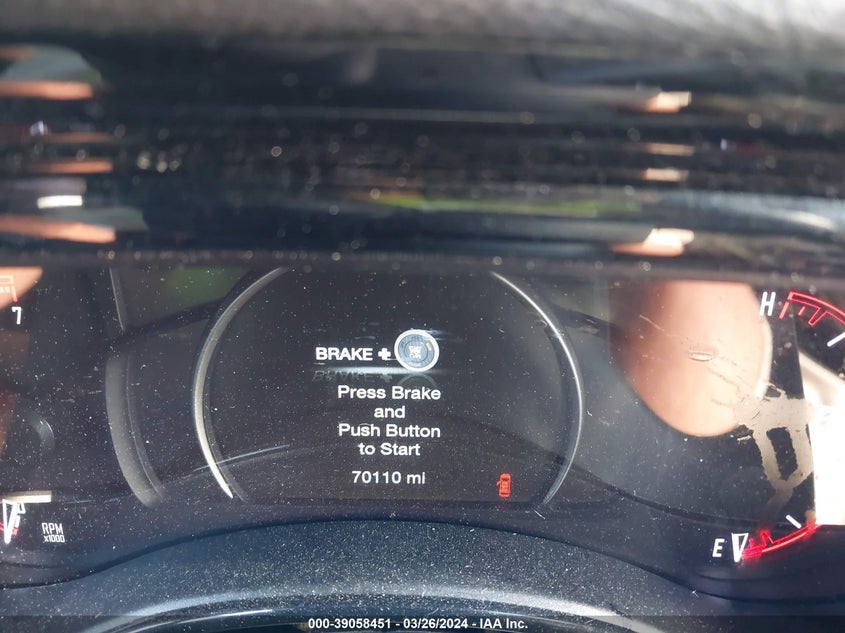 H
7
BRAKE +
Press Brake
and
Push Button
to Start
70110 mi
RPM
x1000
E
000-39058451 - 03/26/2024 - IAA Inc.